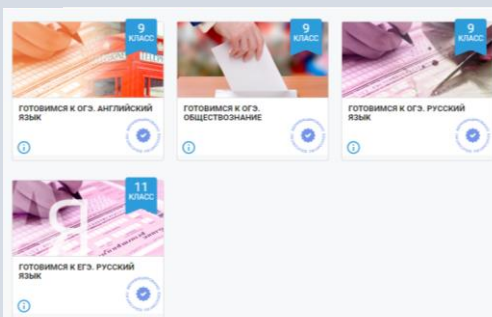 9
КЛАСС
ГОТОВИМСЯ К ОГЭ. АНГЛИЙСКИЙ
ЯЗЫК
9
КЛАСС
ГОТОВИМСЯ К ОГЭ.
ОБЩЕСТВОЗНАНИЕ
9
КЛАСС
ГОТОВИМСЯ К ОГЭ. РУССКИЙ
ЯЗЫК
11
КЛАСС
Я
ГОТОВИМСЯ К ЕГЭ. РУССКИЙ
ЯЗЫК